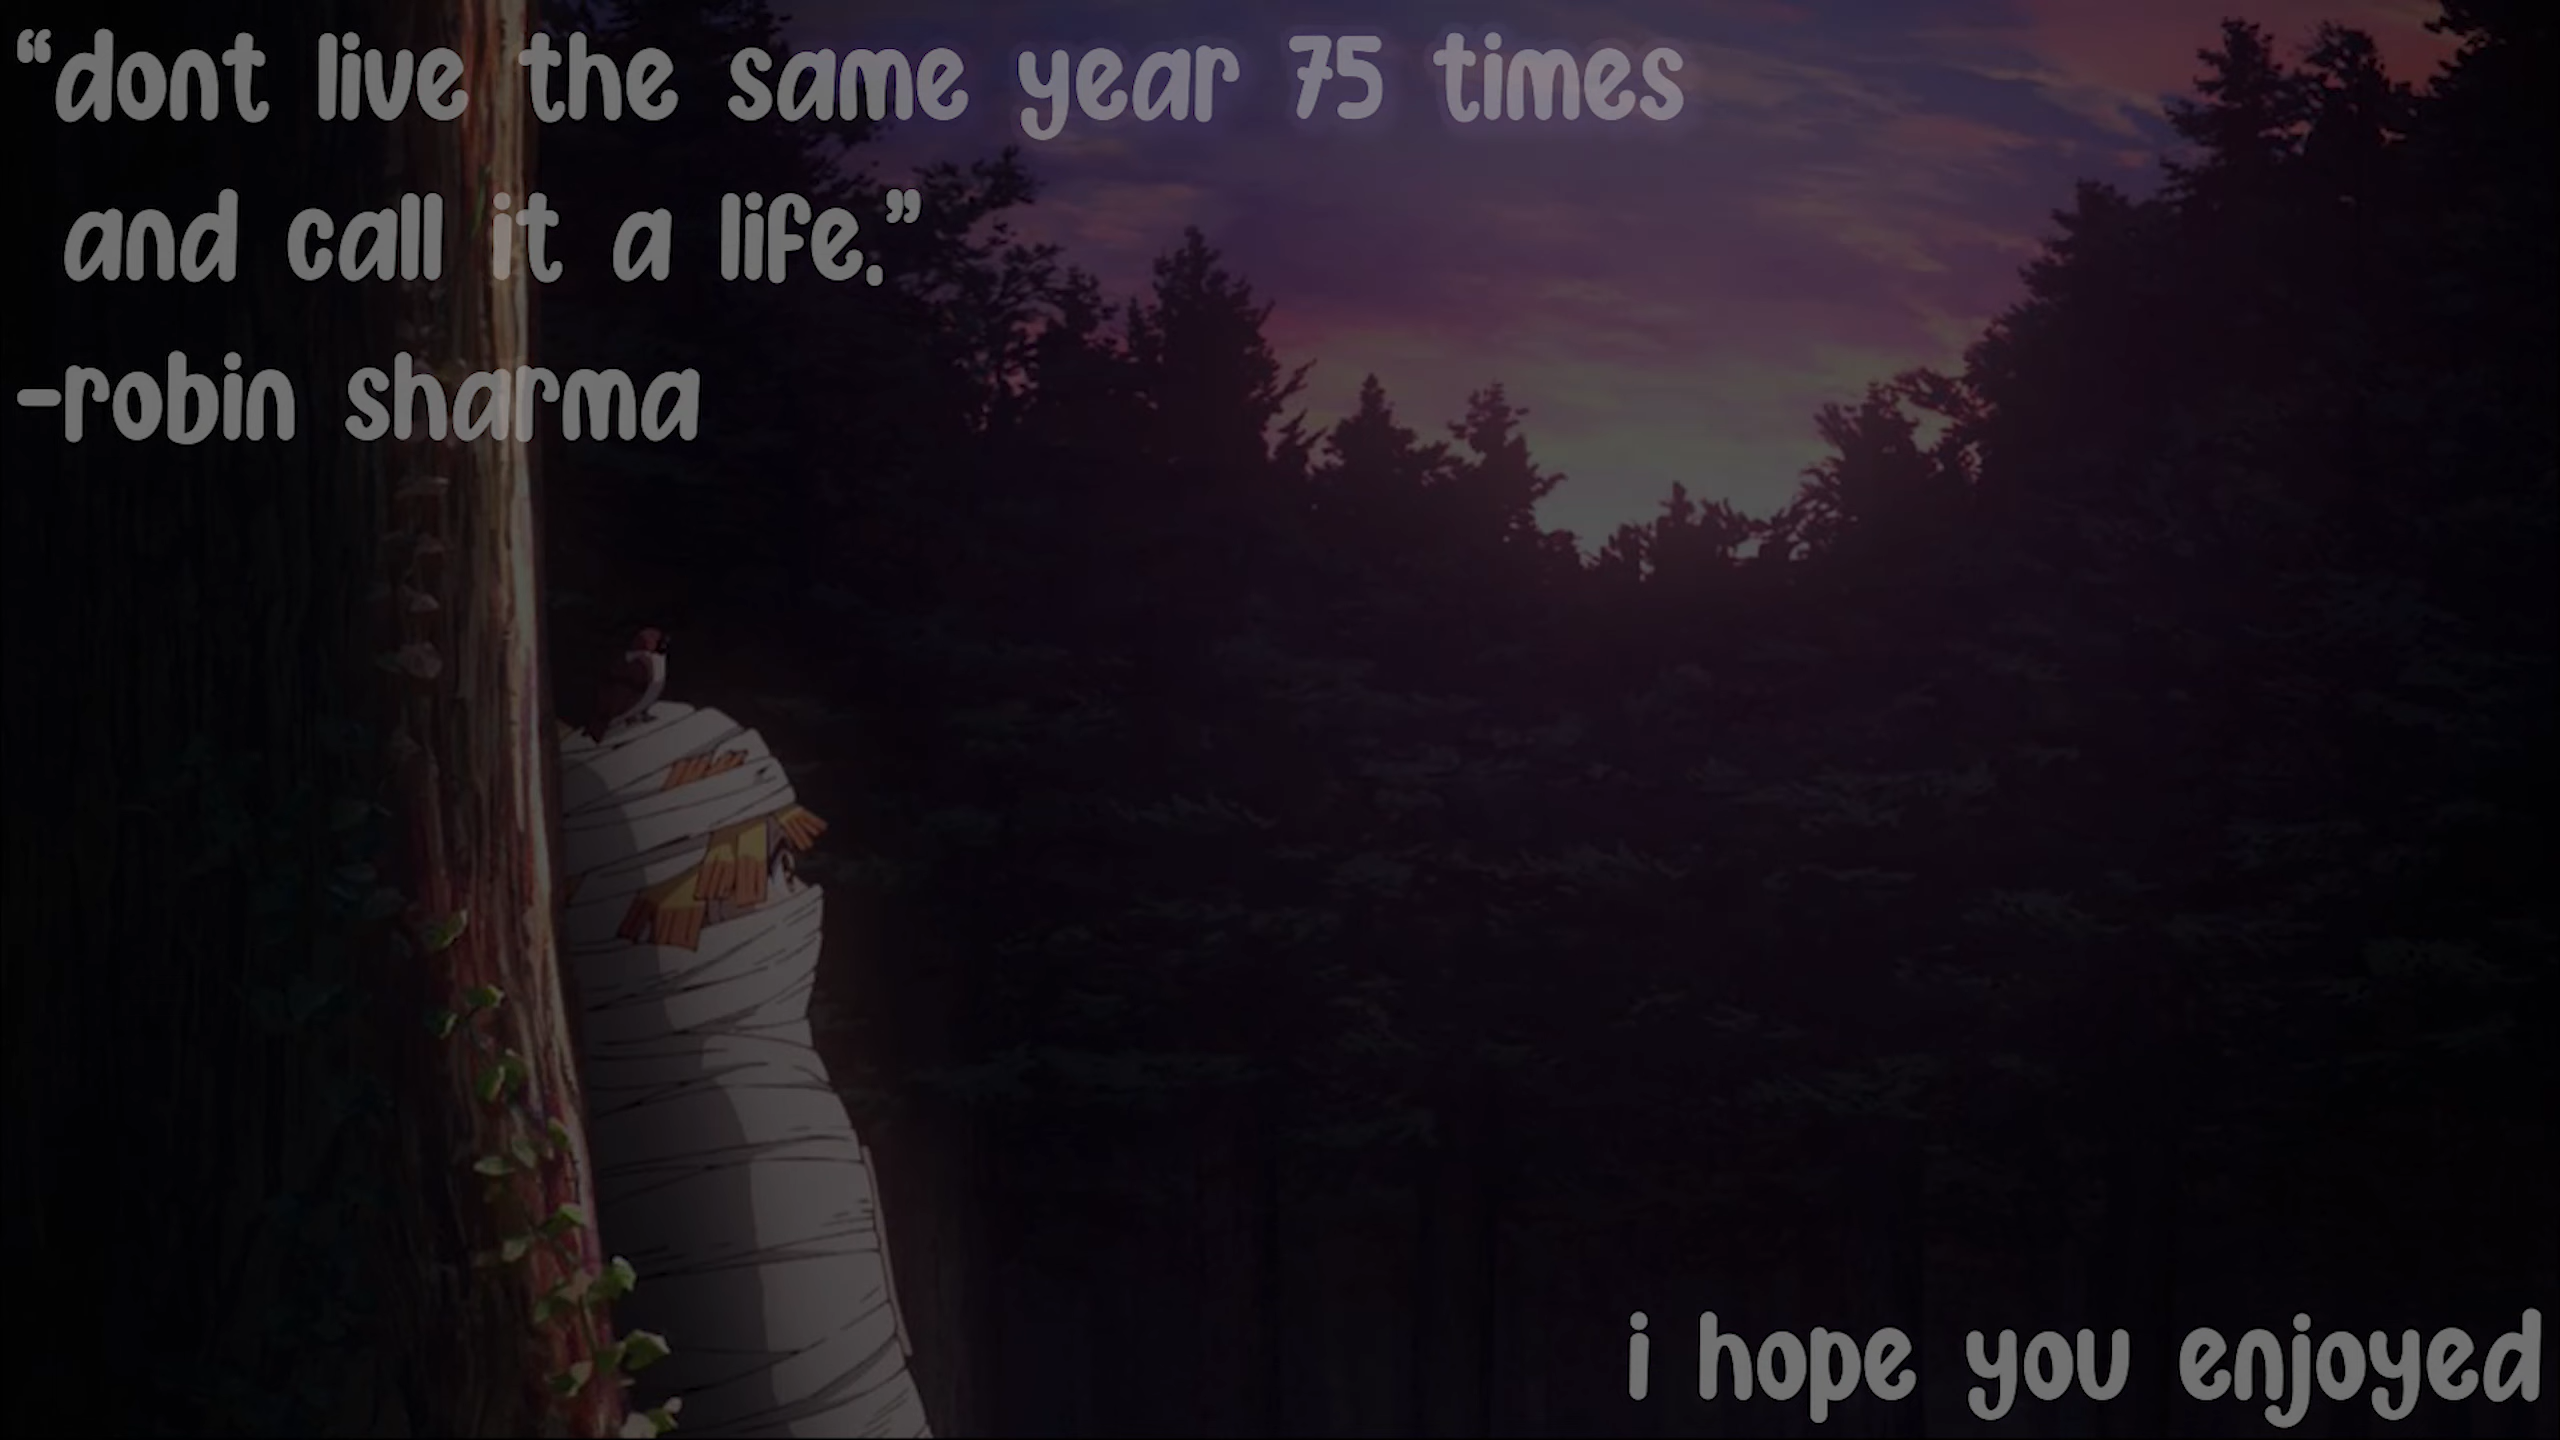 “dont live the same year 75 times
and call it a life.”
-robin sharma
i hope you enjoyed